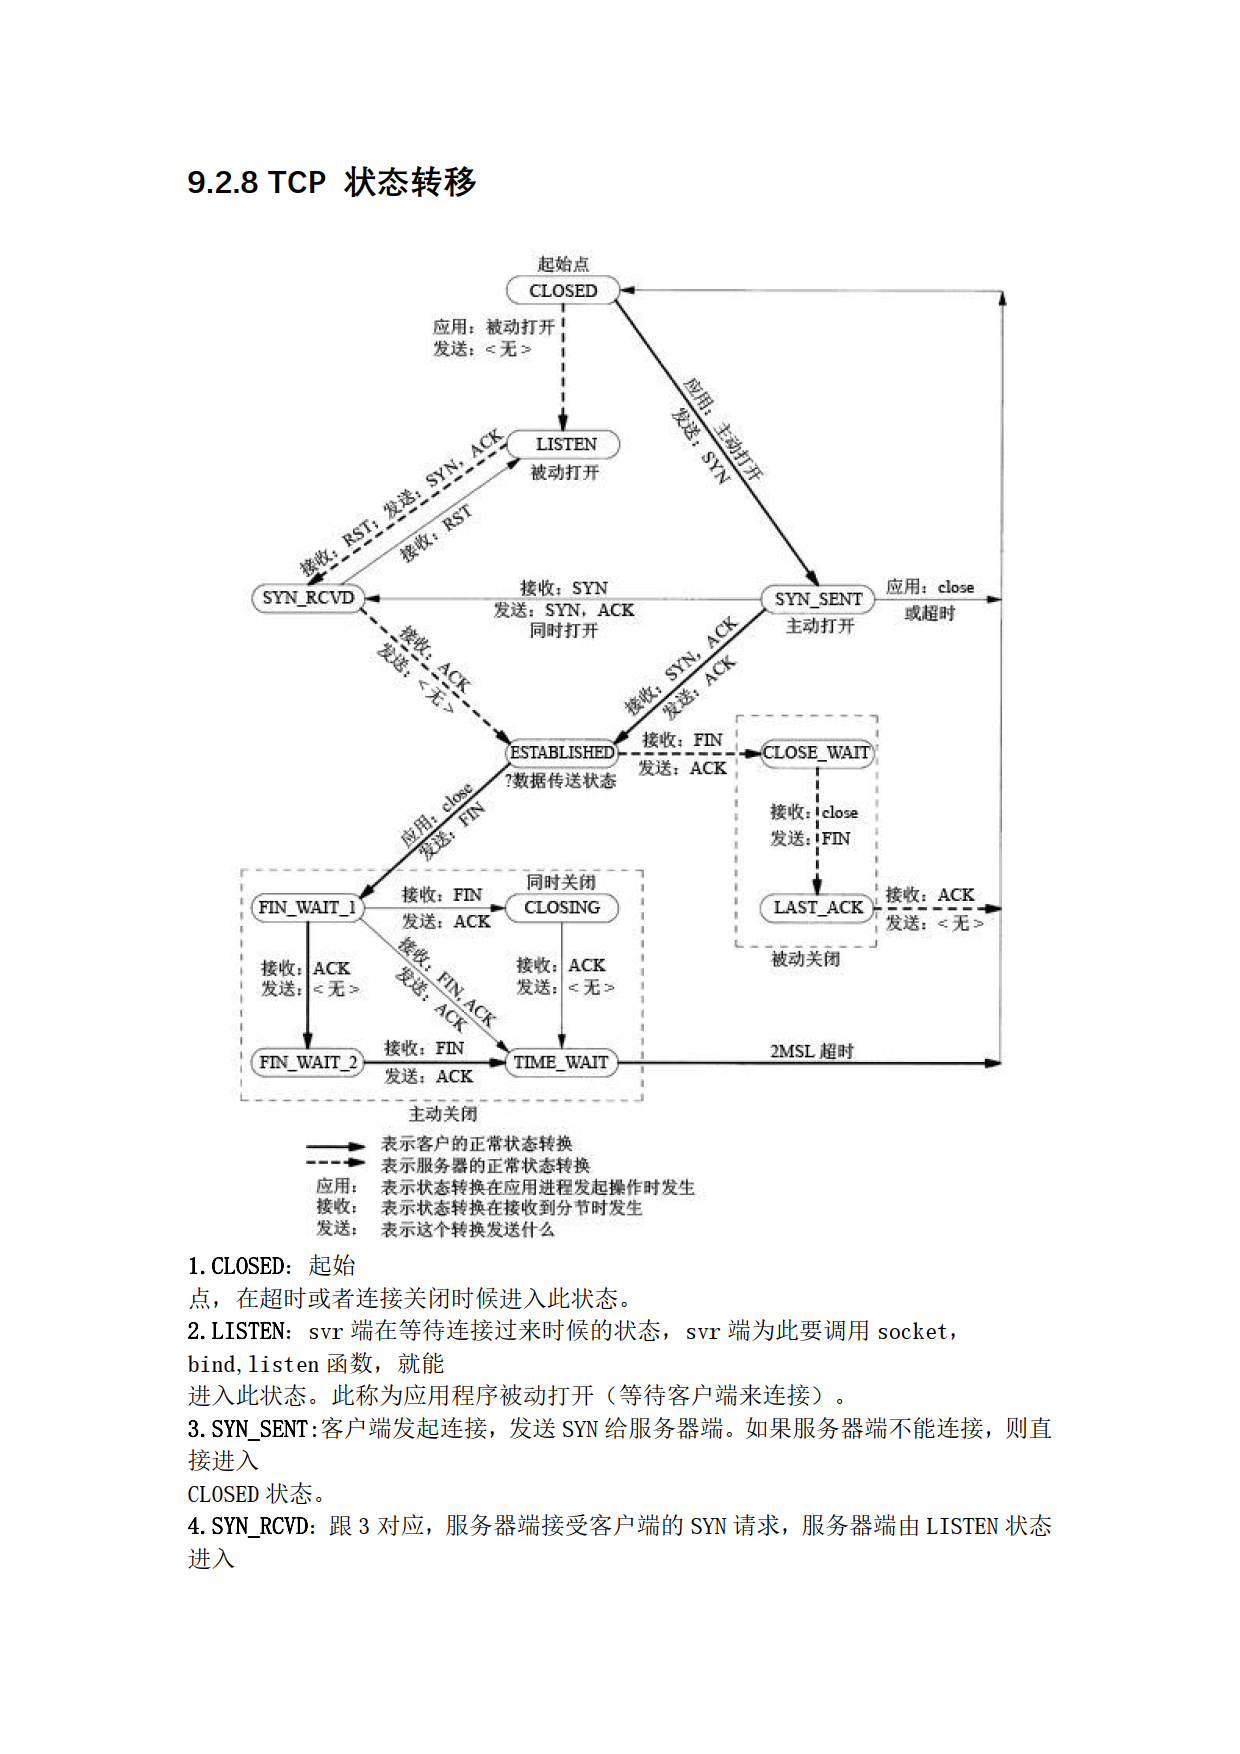 9.2.8 TCP 状态转移
起始点
CLOSED
应用：被动打开
发送：<无>
应用：主动打开
发送：SYN
LISTEN
被动打开
接收：RST；发送：SYN，ACK
接收：RST
SYN_RCVD
接收：SYN
发送：SYN，ACK
同时打开
SYN_SENT
主动打开
应用：close
或超时
接收：ACK
发送：<无>
接收：SYN，ACK
发送：ACK
ESTABLISHED
?数据传送状态
接收：FIN
发送：ACK
CLOSE_WAIT
接收：close
发送：FIN
应用：close
发送：FIN
LAST_ACK
接收：ACK
发送：<无>
被动关闭
同时关闭
FIN_WAIT_1
接收：FIN
发送：ACK
CLOSING
接收：ACK
发送：<无>
接收：FIN,ACK
发送：ACK
接收：ACK
发送：<无>
FIN_WAIT_2
接收：FIN
发送：ACK
TIME_WAIT
2MSL 超时
主动关闭
表示客户的正常状态转换
表示服务器的正常状态转换
应用： 表示状态转换在应用进程发起操作时发生
接收： 表示状态转换在接收到分节时发生
发送： 表示这个转换发送什么
1.CLOSED：起始
点，在超时或者连接关闭时候进入此状态。
2.LISTEN：svr 端在等待连接过来时候的状态，svr 端为此要调用 socket，
bind,listen 函数，就能
进入此状态。此称为应用程序被动打开（等待客户端来连接）。
3.SYN_SENT:客户端发起连接，发送 SYN 给服务器端。如果服务器端不能连接，则直
接进入
CLOSED 状态。
4.SYN_RCVD：跟 3 对应，服务器端接受客户端的 SYN 请求，服务器端由 LISTEN 状态
进入